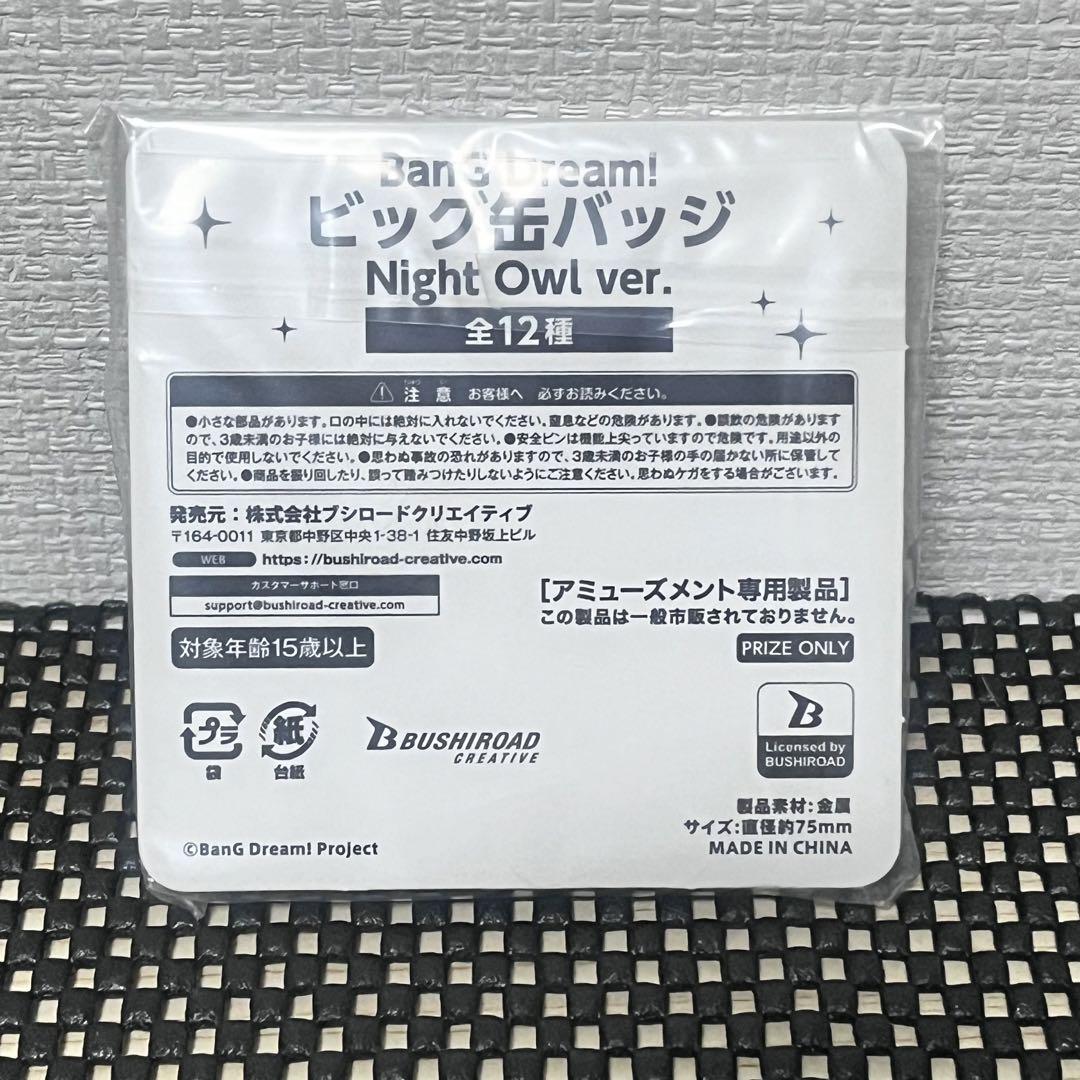 BanG Dream!
ビッグ缶バッジ
Night Owl ver.
全12種
注意 お客様へ 必ずお読みください。
●小さな部品があります。口の中には絶対に入れないでください。窒息などの危険があります。●誤飲の危険があります
ので、3歳未満のお子様には絶対に与えないでください。●安全ピンは機能上尖っていますので危険です。用途以外の
目的で使用しないでください。●思わぬ事故の恐れがありますので、3歳未満のお子様の手の届かない所に保管して
ください。●商品を振り回したり、誤って踏みつけたりしないようにご注意ください。思わぬケガをする場合がございます。
発売元：株式会社ブシロードクリエイティブ
〒164-0011 東京都中野区中央1-38-1 住友中野坂上ビル
WEB https://bushiroad-creative.com
カスタマーサポート窓口
support@bushiroad-creative.com
[アミューズメント専用製品]
この製品は一般市販されておりません。
対象年齢15歳以上
PRIZE ONLY
プラ
袋
紙
台紙
B BUSHIROAD
CREATIVE
B
Licensed by
BUSHIROAD
製品素材:金属
サイズ:直径約75mm
MADE IN CHINA
©BanG Dream! Project